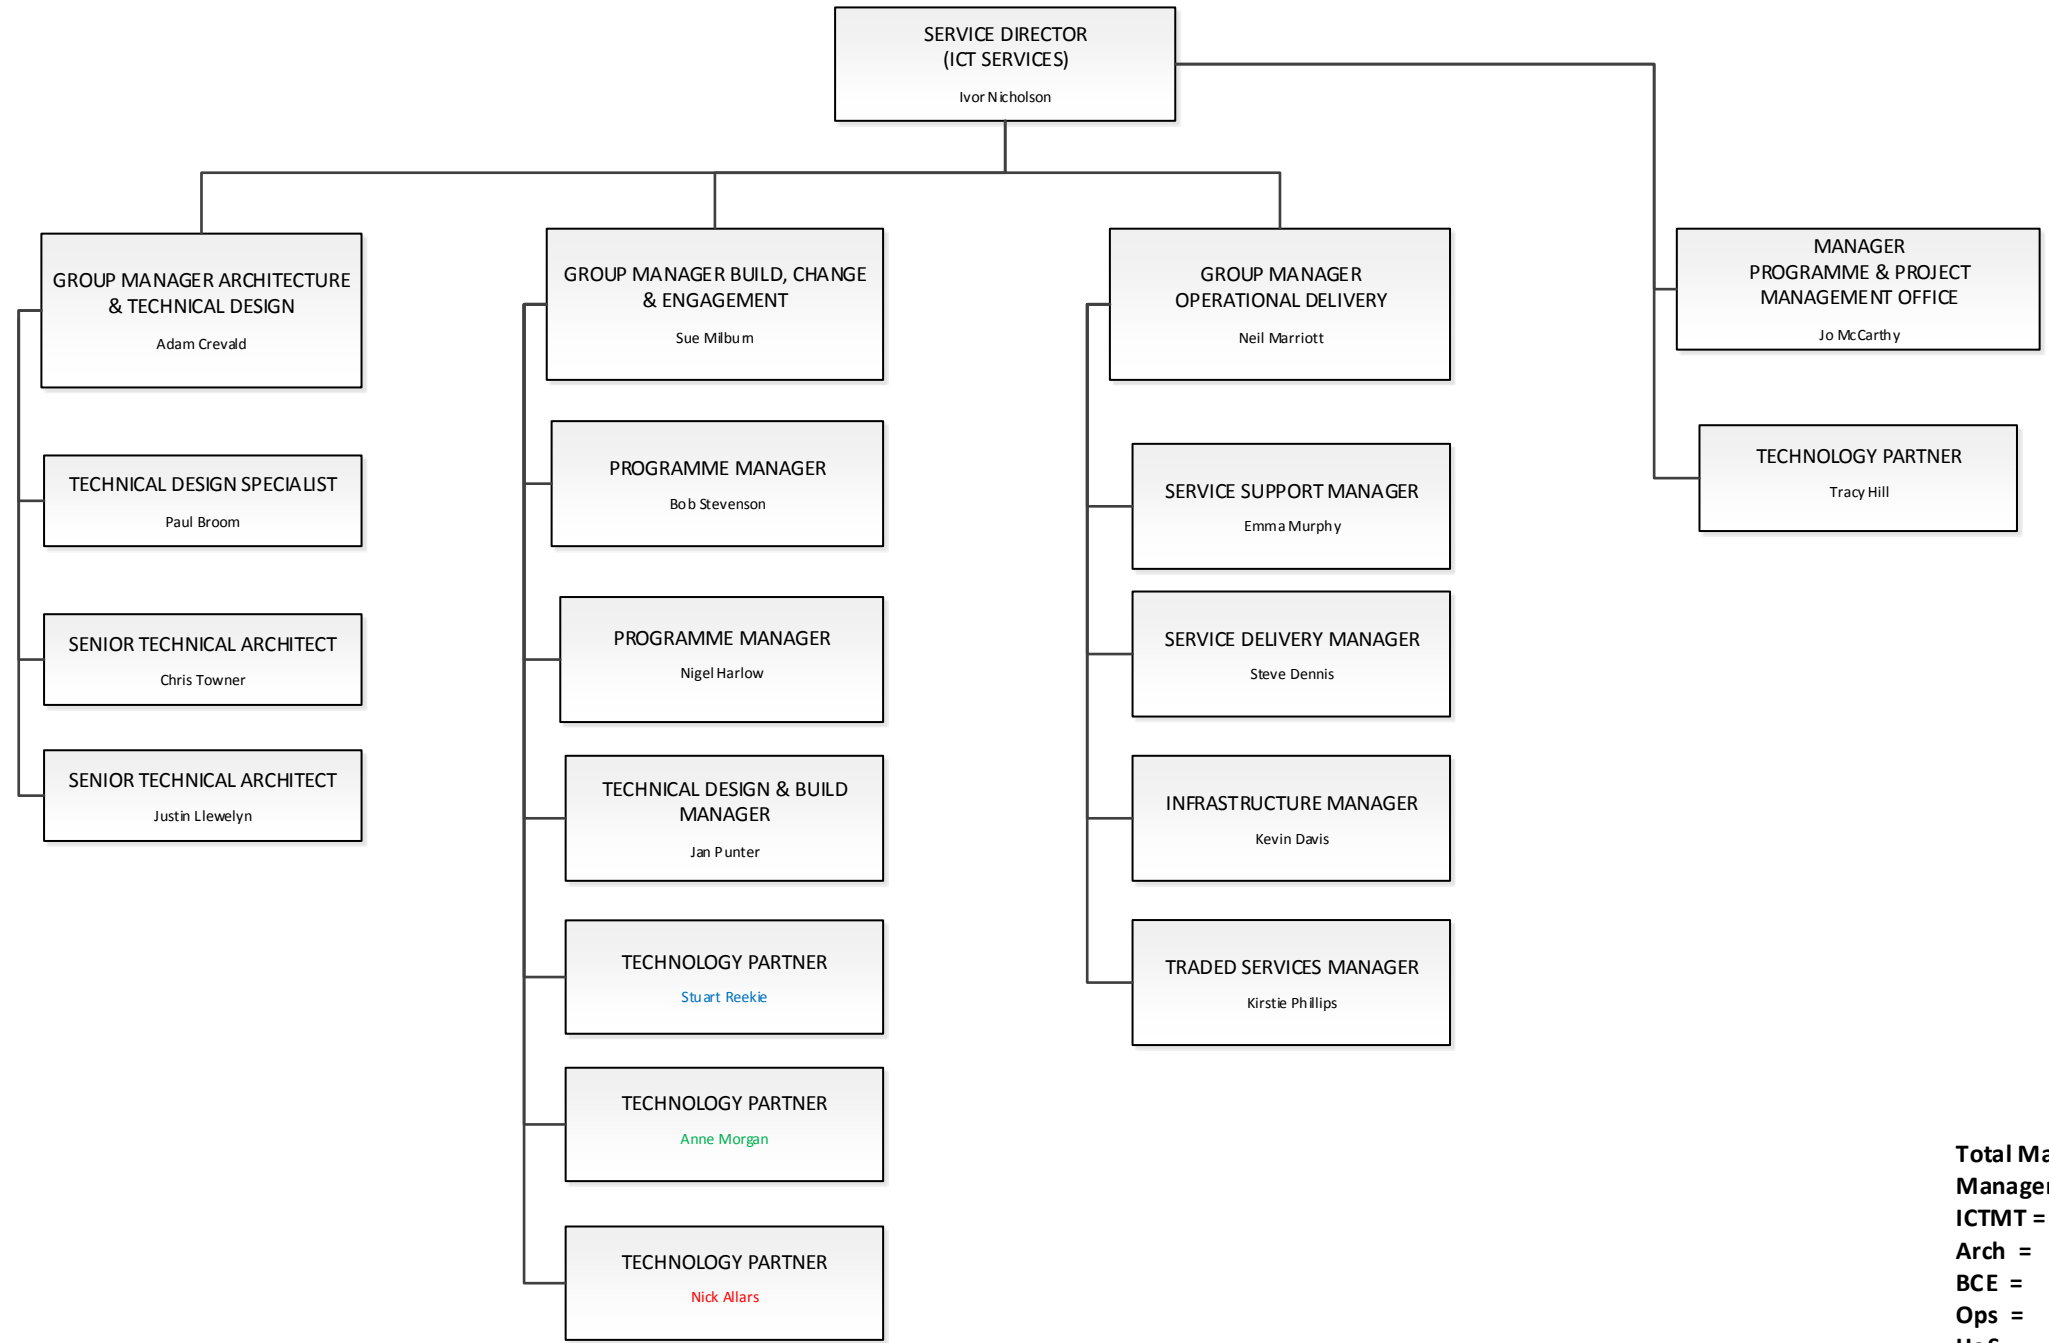 SERVICE DIRECTOR
(ICT SERVICES)
Ivor Nicholson
GROUP MANAGER ARCHITECTURE
& TECHNICAL DESIGN
Adam Crevald
TECHNICAL DESIGN SPECIALIST
Paul Broom
SENIOR TECHNICAL ARCHITECT
Chris Towner
SENIOR TECHNICAL ARCHITECT
Justin Llewelyn
GROUP MANAGER BUILD, CHANGE
& ENGAGEMENT
Sue Milburn
PROGRAMME MANAGER
Bob Stevenson
PROGRAMME MANAGER
Nigel Harlow
TECHNICAL DESIGN & BUILD
MANAGER
Jan Punter
TECHNOLOGY PARTNER
Stuart Reekie
TECHNOLOGY PARTNER
Anne Morgan
TECHNOLOGY PARTNER
Nick Allars
GROUP MANAGER
OPERATIONAL DELIVERY
Neil Marriott
SERVICE SUPPORT MANAGER
Emma Murphy
SERVICE DELIVERY MANAGER
Steve Dennis
INFRASTRUCTURE MANAGER
Kevin Davis
TRADED SERVICES MANAGER
Kirstie Phillips
MANAGER
PROGRAMME & PROJECT
MANAGEMENT OFFICE
Jo McCarthy
TECHNOLOGY PARTNER
Tracy Hill
Total Ma
Manager
ICTMT =
Arch =
BCE =
Ops =